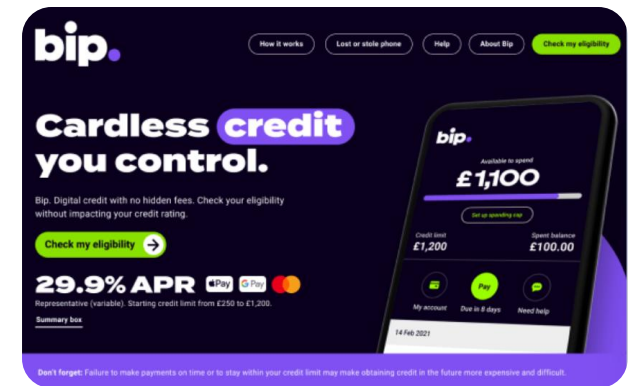 bip.
How it works
Lost or stole phone
Help
About Bip
Check my eligibility
Cardless credit
you control.
Bip. Digital credit with no hidden fees. Check your eligibility
without impacting your credit rating.
Check my eligibility
29.9% APR Pay G Pay
Representative (variable). Starting credit limit from £250 to £1,200.
Summary box
bip.
Available to spend
£1,100
Set up spending cap
Credit limit
£1,200
Spent balance
£100.00
Pay
My account
Due in 8 days
Need help
14 Feb 2021
Don't forget: Failure to make payments on time or to stay within your credit limit may make obtaining credit in the future more expensive and difficult.